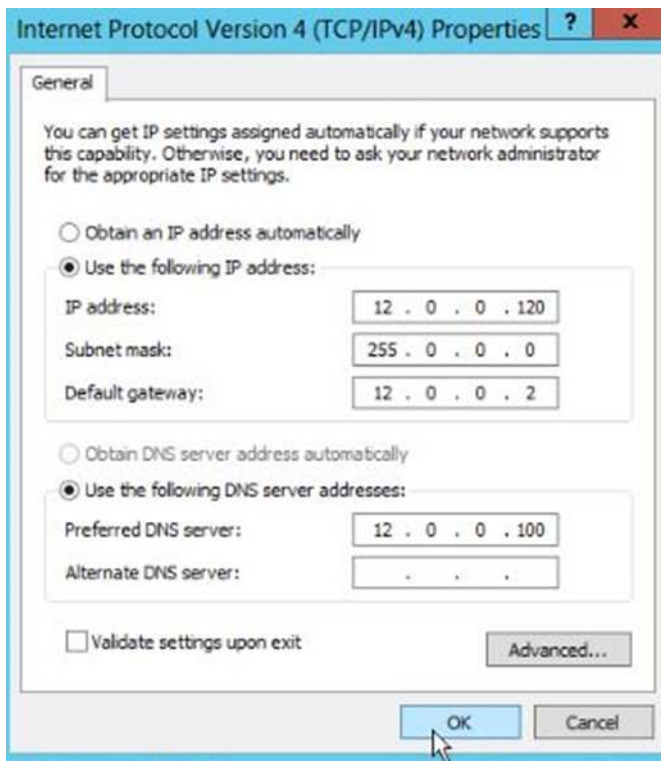 Internet Protocol Version 4 (TCP/IPv4) Properties ? x
General
You can get IP settings assigned automatically if your network supports
this capability. Otherwise, you need to ask your network administrator
for the appropriate IP settings.
Obtain an IP address automatically
Use the following IP address:
IP address: 12 . 0 . 0 . 120
Subnet mask: 255 . 0 . 0 . 0
Default gateway: 12 . 0 . 0 . 2
Obtain DNS server address automatically
Use the following DNS server addresses:
Preferred DNS server: 12 . 0 . 0 . 100
Alternate DNS server: . . .
Validate settings upon exit
Advanced...
OK Cancel